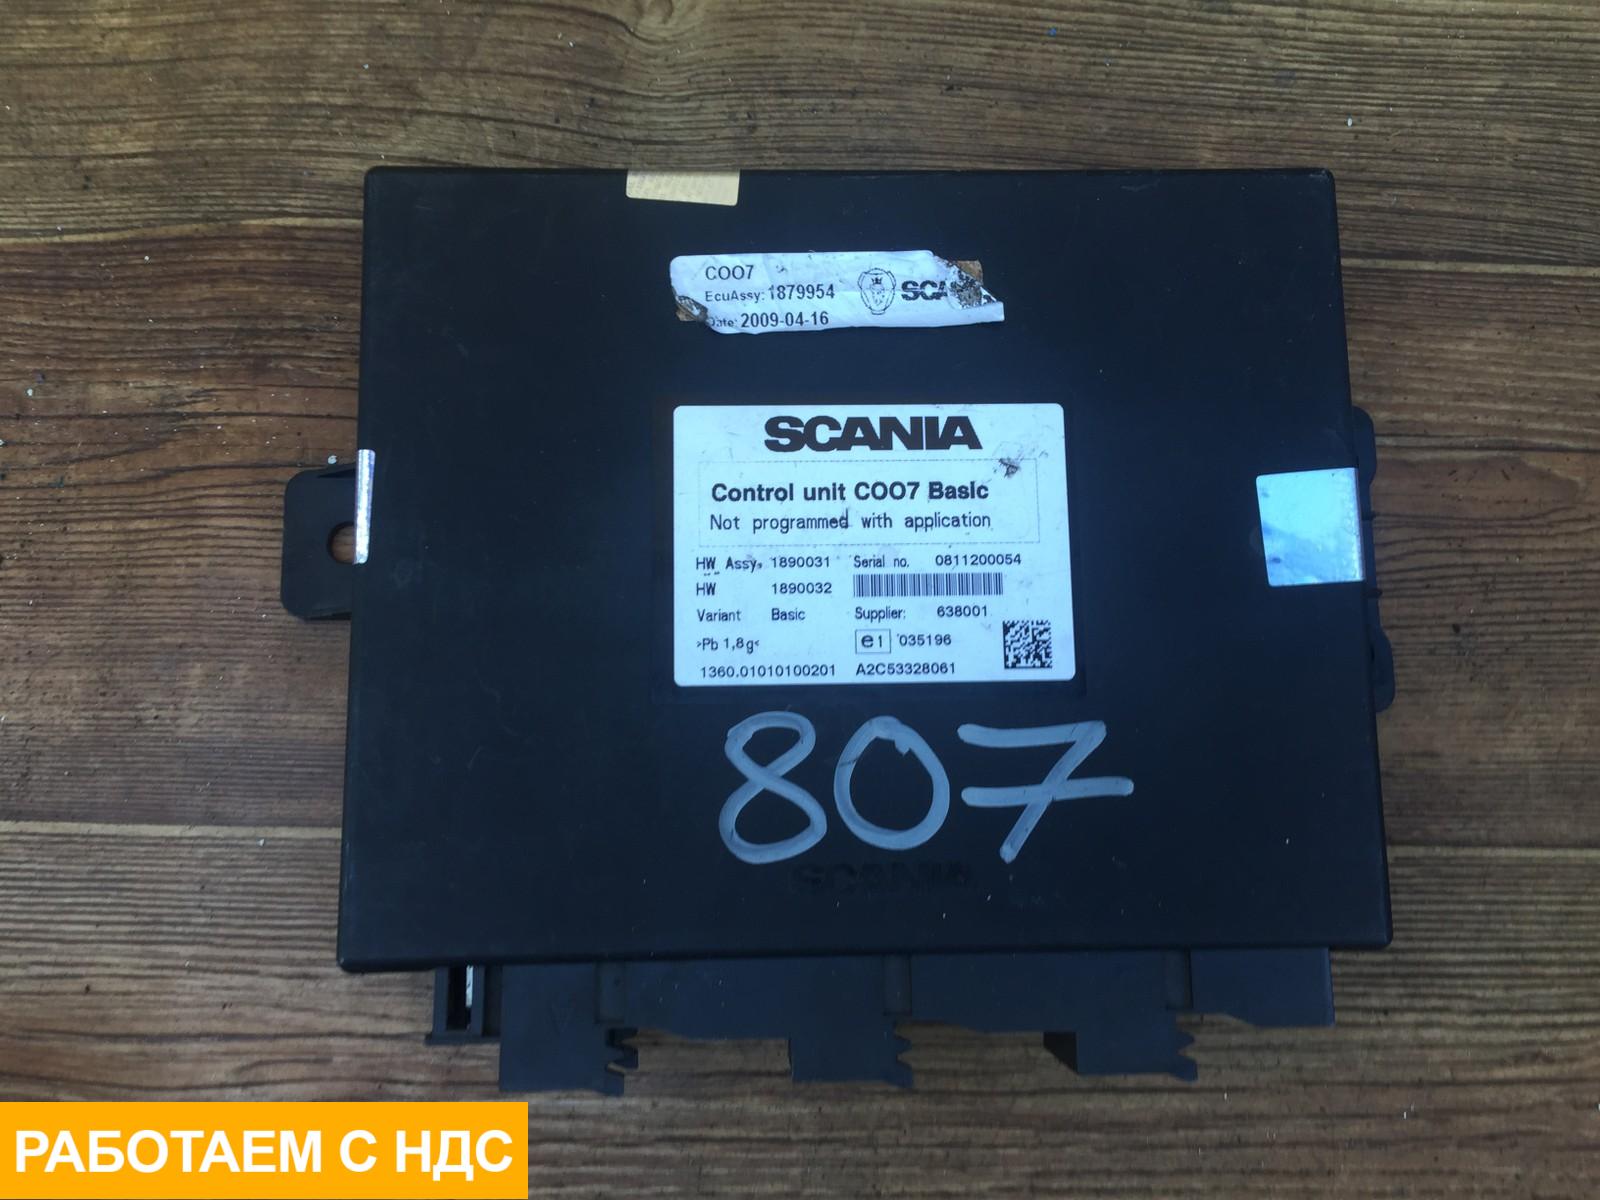 COO7
EcuAssy: 1879954
Date: 2009-04-16
SCANIA
SCANIA
Control unit COO7 Basic
Not programmed with application
HW Assy. 1890031 Serial no. 0811200054
HW 1890032
Variant Basic Supplier: 638001
>Pb 1,8g< e1 035196
1360.01010100201 A2C53328061
807
SCANIA
РАБОТАЕМ С НДС